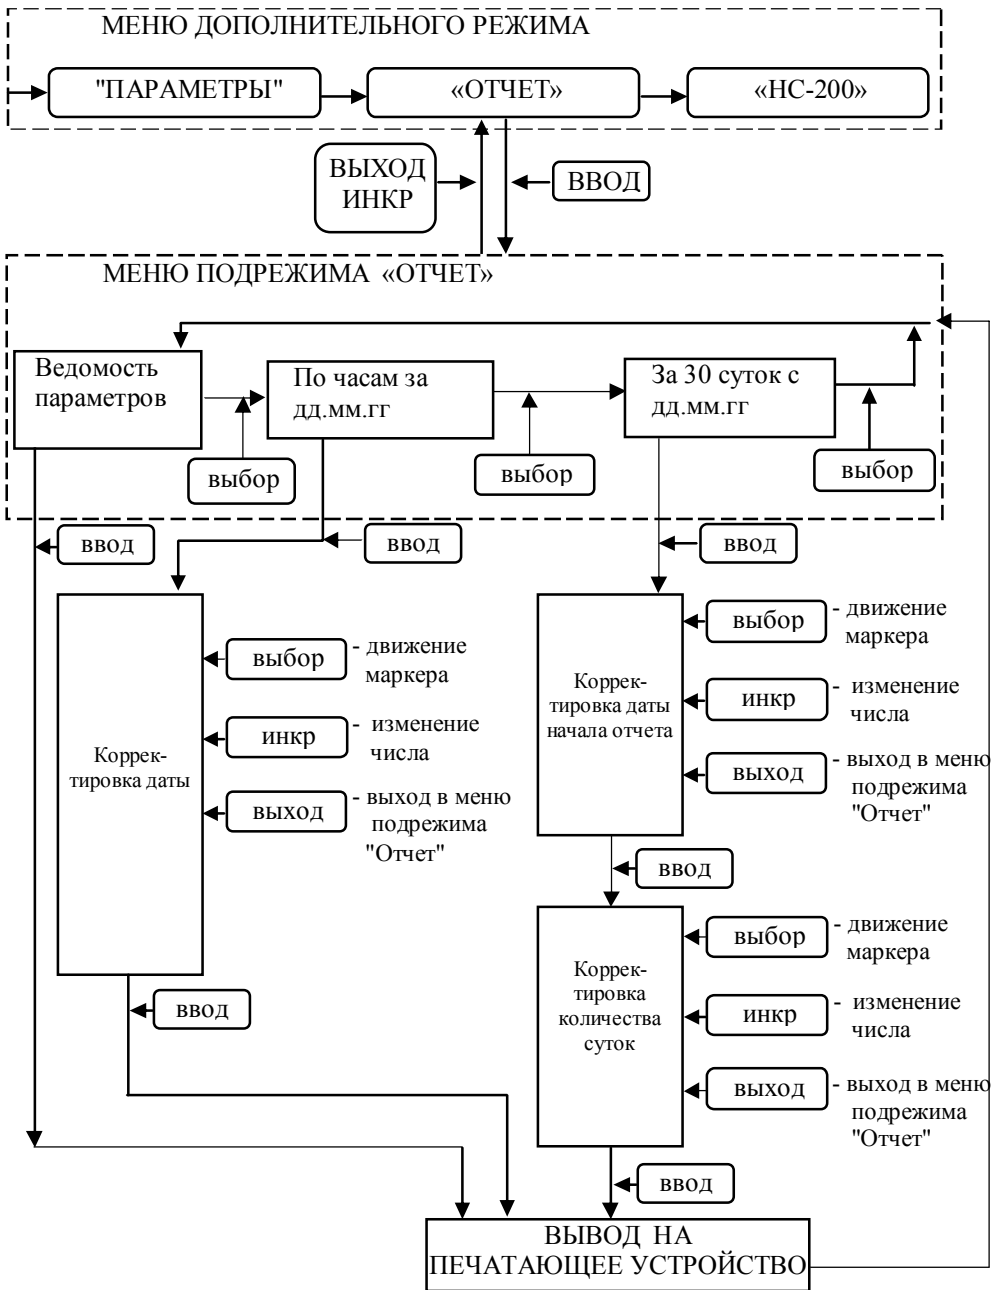 МЕНЮ ДОПОЛНИТЕЛЬНОГО РЕЖИМА
"ПАРАМЕТРЫ"
«ОТЧЕТ»
«НС-200»
ВЫХОД
ИНКР
ВВОД
МЕНЮ ПОДРЕЖИМА «ОТЧЕТ»
Ведомость
параметров
По часам за
дд.мм.гг
За 30 суток с
дд.мм.гг
выбор
выбор
выбор
ввод
ввод
ввод
Коррек-
тировка даты
выбор
- движение
маркера
инкр
- изменение
числа
выход
- выход в меню
подрежима
"Отчет"
ввод
Коррек-
тировка даты
начала отчета
выбор
- движение
маркера
инкр
- изменение
числа
выход
- выход в меню
подрежима
"Отчет"
ввод
Коррек-
тировка
количества
суток
выбор
- движение
маркера
инкр
- изменение
числа
выход
- выход в меню
подрежима
"Отчет"
ввод
ВЫВОД НА
ПЕЧАТАЮЩЕЕ УСТРОЙСТВО